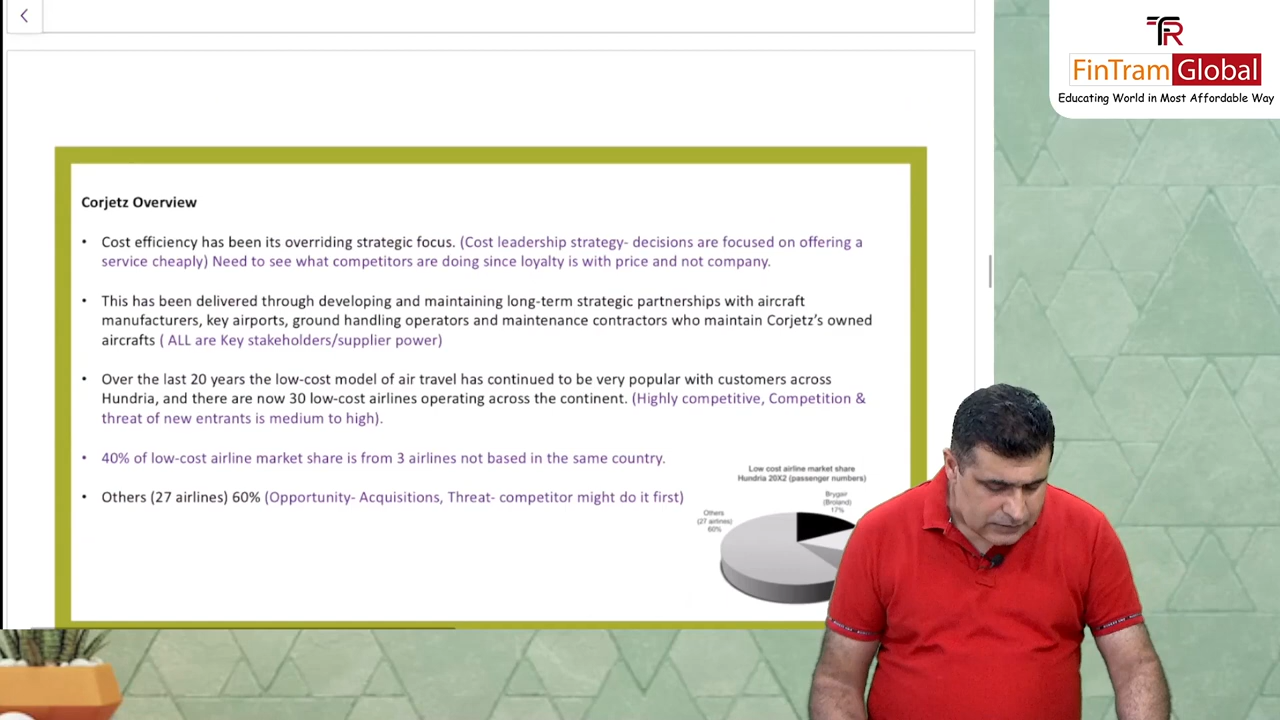 TR
FinTram Global
Educating World in Most Affordable Way
Corjetz Overview
• Cost efficiency has been its overriding strategic focus. (Cost leadership strategy- decisions are focused on offering a
service cheaply) Need to see what competitors are doing since loyalty is with price and not company.
• This has been delivered through developing and maintaining long-term strategic partnerships with aircraft
manufacturers, key airports, ground handling operators and maintenance contractors who maintain Corjetz's owned
aircrafts ( ALL are Key stakeholders/supplier power)
• Over the last 20 years the low-cost model of air travel has continued to be very popular with customers across
Hundria, and there are now 30 low-cost airlines operating across the continent. (Highly competitive, Competition &
threat of new entrants is medium to high).
• 40% of low-cost airline market share is from 3 airlines not based in the same country.
• Others (27 airlines) 60% (Opportunity- Acquisitions, Threat- competitor might do it first)
Low cost airline market share
Hundria 20X2 (passenger numbers)
Brygair
(Broland)
17%
Others
(27 airlines)
60%